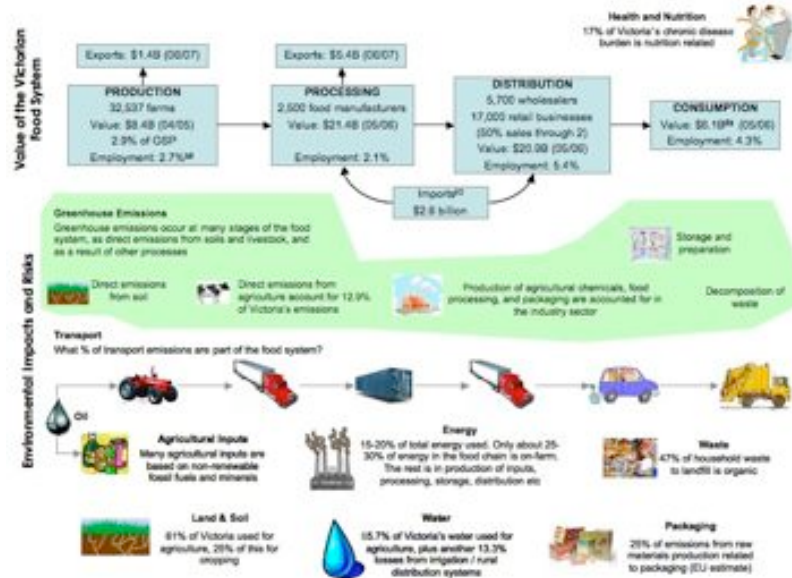 Health and Nutrition
17% of Victoria's chronic disease
burden is nutrition related
Value of the Victorian
Food System
Exports: $1.4B (06/07)
Exports: $5.4B (06/07)
PRODUCTION
32,537 farms
Value: $8.4B (04/05)
2.9% of GSP
Employment: 2.7%
PROCESSING
2,500 food manufacturers
Value: $21.4B (05/06)
Employment: 2.1%
DISTRIBUTION
5,700 wholesalers
17,000 retail businesses
(50% sales through 2)
Value: $20.9B (05/06)
Employment: 5.4%
CONSUMPTION
(05/06)
Employment: 4.3%
Imports
billion
Environmental Impacts and Risks
Greenhouse Emissions
Greenhouse emissions occur at many stages of the food
system, as direct emissions from soils and livestock, and
as a result of other processes
Storage and
preparation
Direct emissions
from soil
Direct emissions from
agriculture account for 12.9%
of Victoria's emissions
Production of agricultural chemicals, food
processing, and packaging are accounted for in
the industry sector
Decomposition of
waste
Transport
What % of transport emissions are part of the food system?
Oil
Agricultural Inputs
Many agricultural inputs are
based on non-renewable
fossil fuels and minerals
Energy
15-20% of total energy used. Only about 25-
30% of energy in the food chain is on-farm.
The rest is in production of inputs,
processing, storage, distribution etc
Waste
47% of household waste
to landfill is organic
Land & Soil
61% of Victoria used for
agriculture, 25% of this for
cropping
Water
of Victoria's water used for
agriculture, plus another 13.3%
losses from irrigation / rural
distribution systems
Packaging
25% of emissions from raw
materials production related
to packaging (EU estimate)